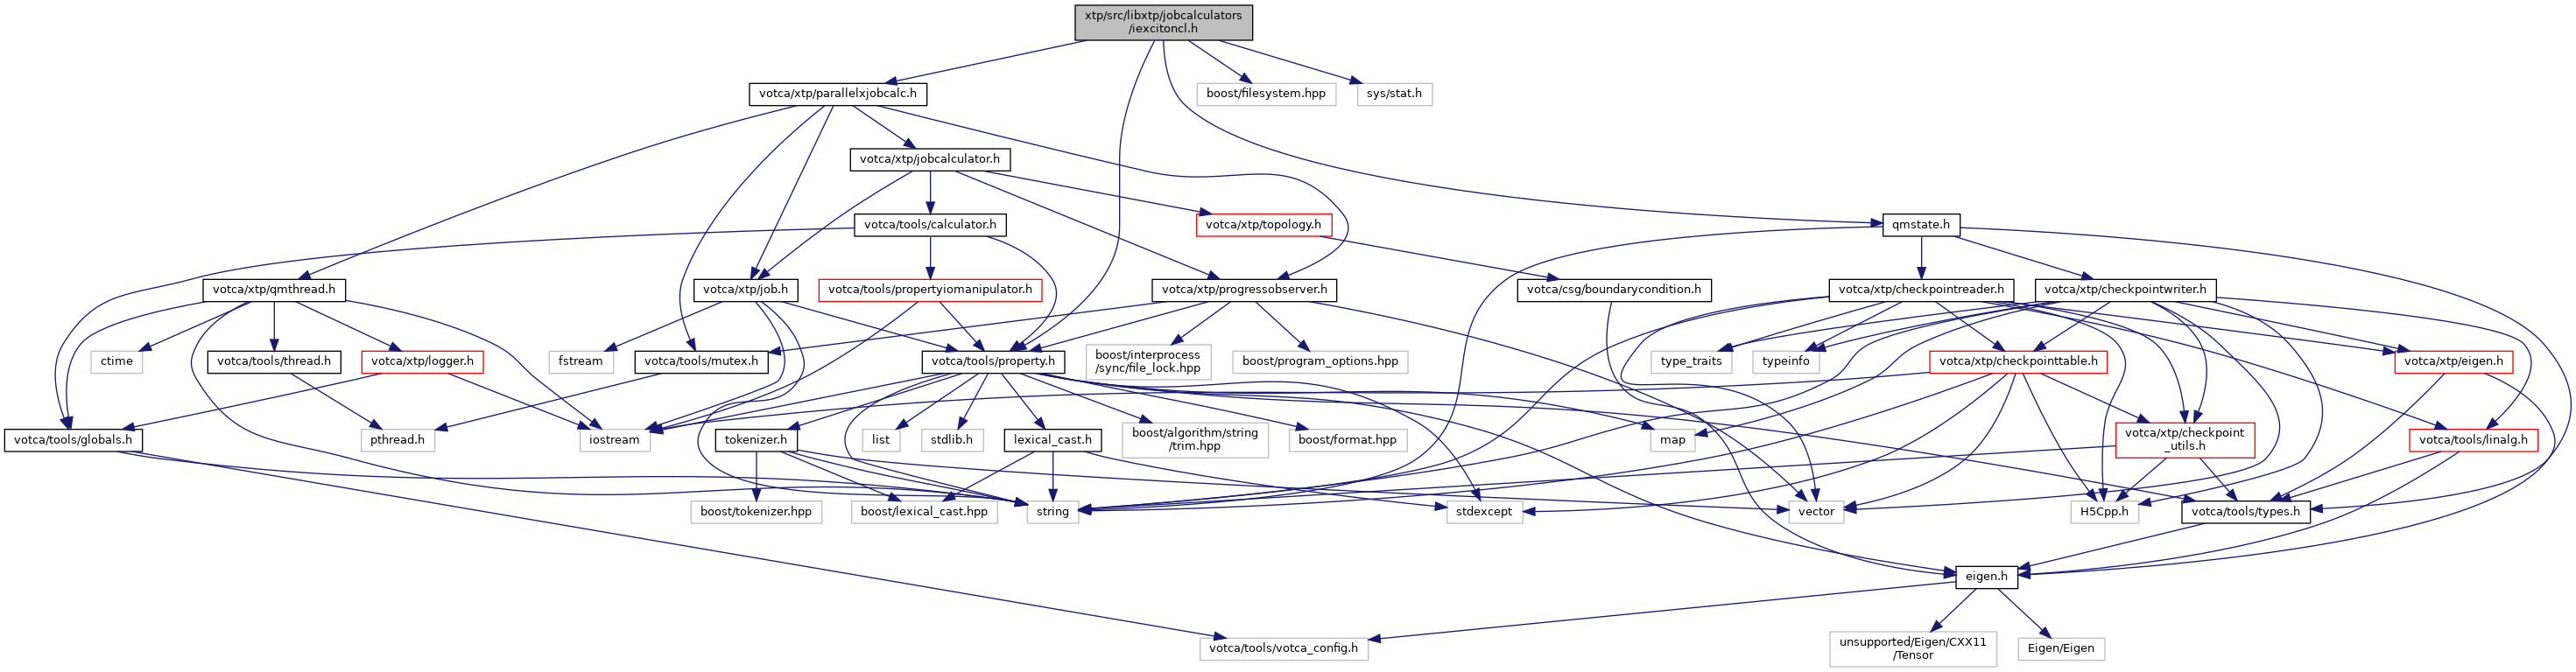 xtp/src/libxtp/jobcalculators
/iexcitoncl.h
votca/xtp/parallelxjobcalc.h
boost/filesystem.hpp
sys/stat.h
votca/xtp/jobcalculator.h
votca/tools/calculator.h
votca/xtp/topology.h
qmstate.h
votca/xtp/qmthread.h
votca/xtp/job.h
votca/tools/propertyiomanipulator.h
votca/xtp/progressobserver.h
votca/csg/boundarycondition.h
votca/xtp/checkpointreader.h
votca/xtp/checkpointwriter.h
ctime
votca/tools/thread.h
votca/xtp/logger.h
fstream
votca/tools/mutex.h
votca/tools/property.h
boost/interprocess
/sync/file_lock.hpp
boost/program_options.hpp
type_traits
typeinfo
votca/xtp/checkpointtable.h
votca/xtp/eigen.h
votca/tools/globals.h
pthread.h
iostream
tokenizer.h
list
stdlib.h
lexical_cast.h
boost/algorithm/string
/trim.hpp
boost/format.hpp
map
votca/xtp/checkpoint
_utils.h
votca/tools/linalg.h
boost/tokenizer.hpp
boost/lexical_cast.hpp
string
stdexcept
vector
H5Cpp.h
votca/tools/types.h
eigen.h
votca/tools/votca_config.h
unsupported/Eigen/CXX11
/Tensor
Eigen/Eigen